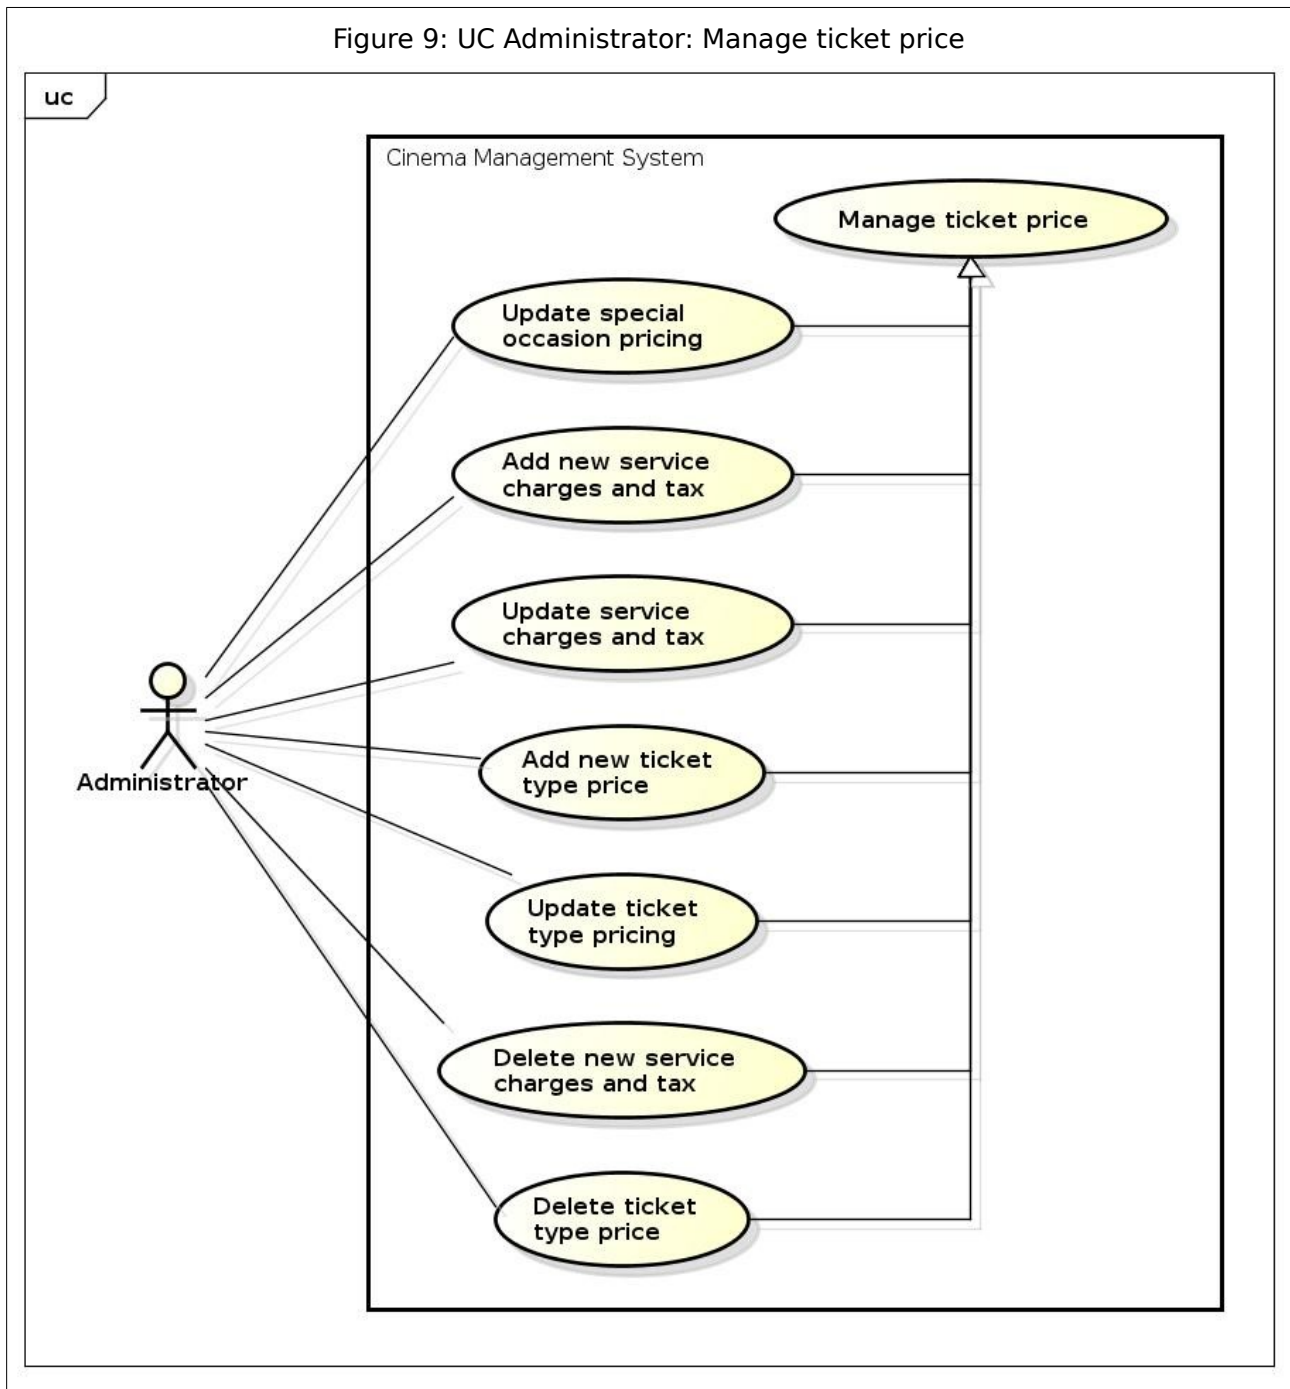 Figure 9: UC Administrator: Manage ticket price
uc
Cinema Management System
Manage ticket price
Update special
occasion pricing
Add new service
charges and tax
Update service
charges and tax
Administrator
Add new ticket
type price
Update ticket
type pricing
Delete new service
charges and tax
Delete ticket
type price